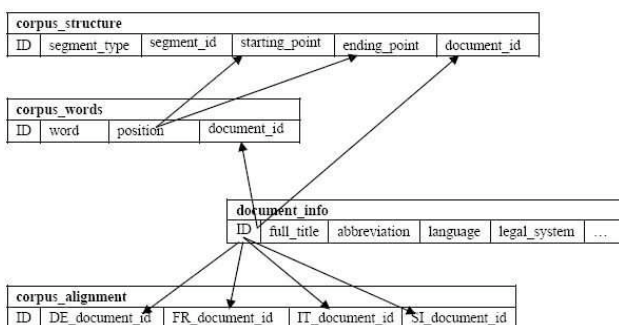 corpus_structure
ID segment_type segment_id starting_point ending_point document_id
corpus_words
ID word position document_id
document_info
ID full_title abbreviation language legal_system ...
corpus_alignment
ID DE_document_id FR_document_id IT_document_id SI_document_id